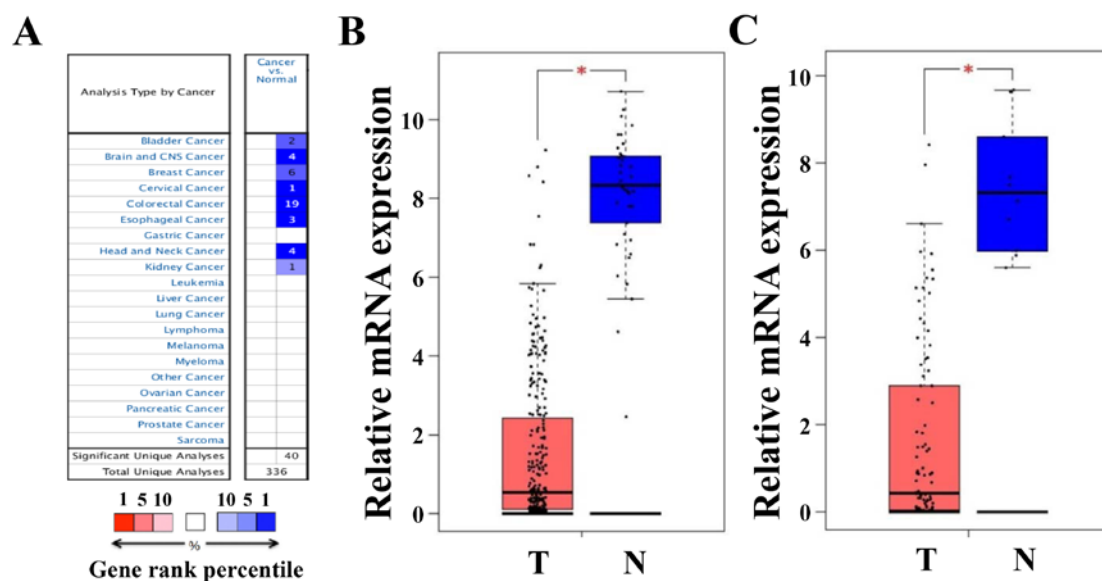 A
Cancer
vs.
Normal
Analysis Type by Cancer
Bladder Cancer 2
Brain and CNS Cancer 4
Breast Cancer 6
Cervical Cancer 1
Colorectal Cancer 19
Esophageal Cancer 3
Gastric Cancer
Head and Neck Cancer 4
Kidney Cancer 1
Leukemia
Liver Cancer
Lung Cancer
Lymphoma
Melanoma
Myeloma
Other Cancer
Ovarian Cancer
Pancreatic Cancer
Prostate Cancer
Sarcoma
Significant Unique Analyses 40
Total Unique Analyses 336
1 5 10 10 5 1
%
Gene rank percentile
B
Relative mRNA expression
10
8
6
4
2
0
*
T N
C
Relative mRNA expression
10
8
6
4
2
0
*
T N